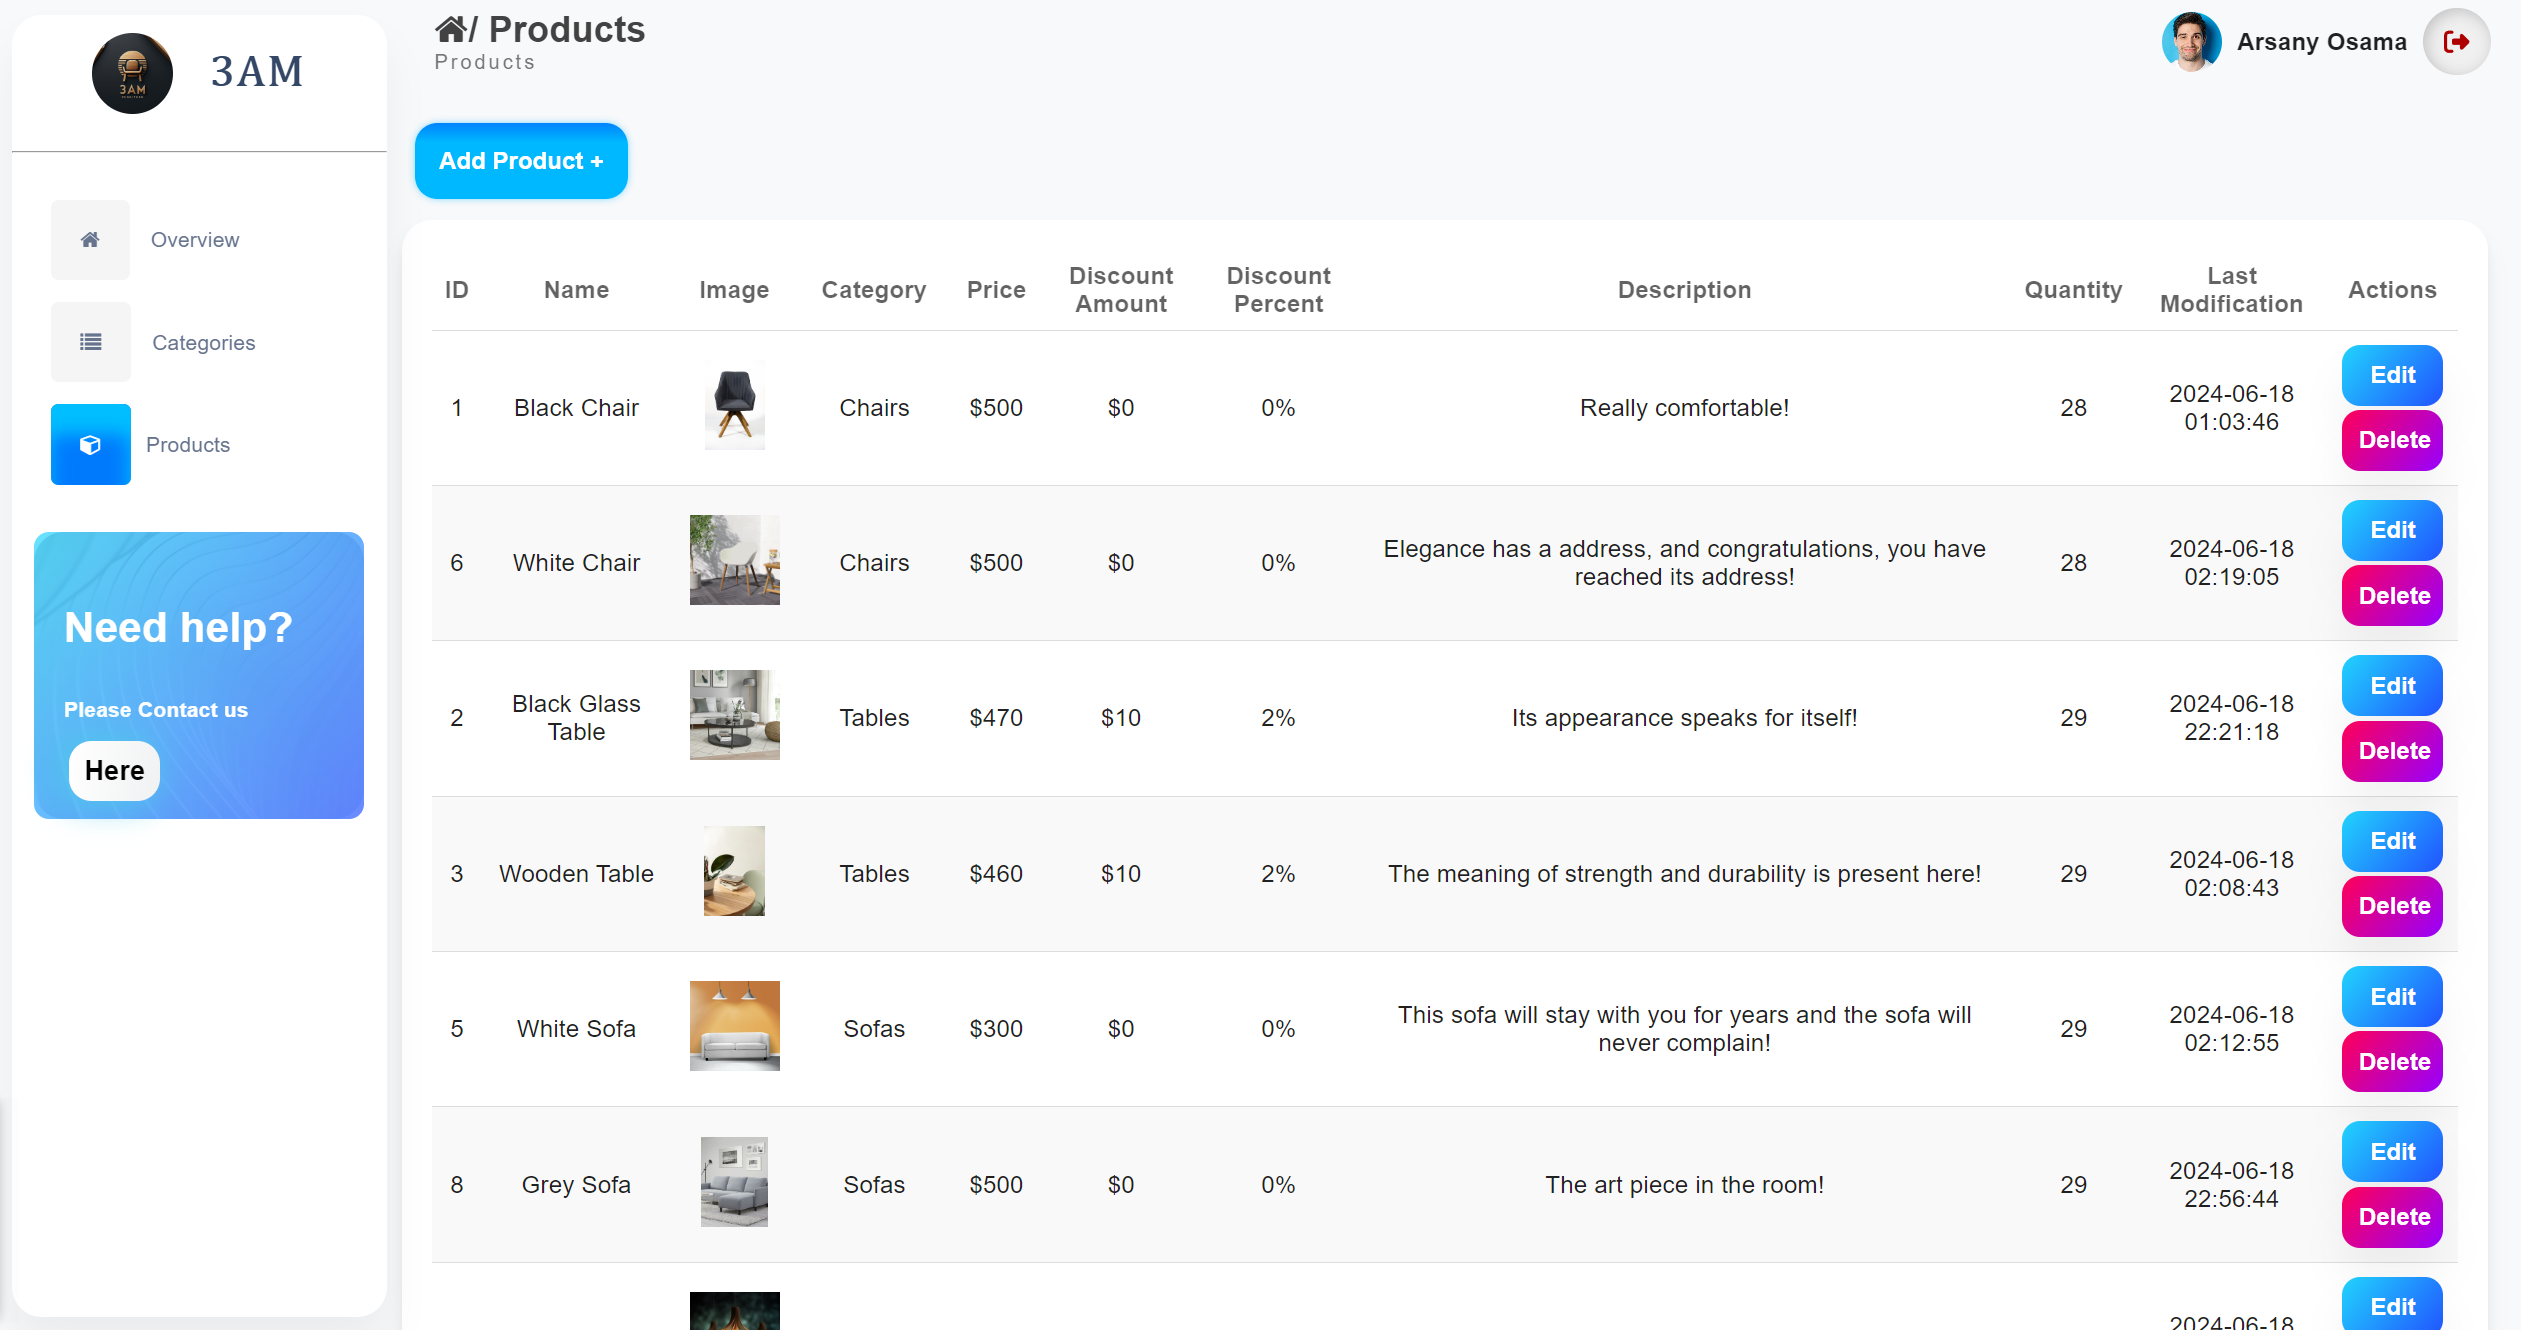 3AM
3AM
/ Products
Products
Arsany Osama
Add Product +
Overview
Categories
Products
Need help?
Please Contact us
Here
ID Name Image Category Price Discount Amount Discount Percent Description Quantity Last Modification Actions
1 Black Chair Chairs $500 $0 0% Really comfortable! 28 2024-06-18 01:03:46 Edit Delete
6 White Chair Chairs $500 $0 0% Elegance has a address, and congratulations, you have reached its address! 28 2024-06-18 02:19:05 Edit Delete
2 Black Glass Table Tables $470 $10 2% Its appearance speaks for itself! 29 2024-06-18 22:21:18 Edit Delete
3 Wooden Table Tables $460 $10 2% The meaning of strength and durability is present here! 29 2024-06-18 02:08:43 Edit Delete
5 White Sofa Sofas $300 $0 0% This sofa will stay with you for years and the sofa will never complain! 29 2024-06-18 02:12:55 Edit Delete
8 Grey Sofa Sofas $500 $0 0% The art piece in the room! 29 2024-06-18 22:56:44 Edit Delete
2024-06-18 Edit